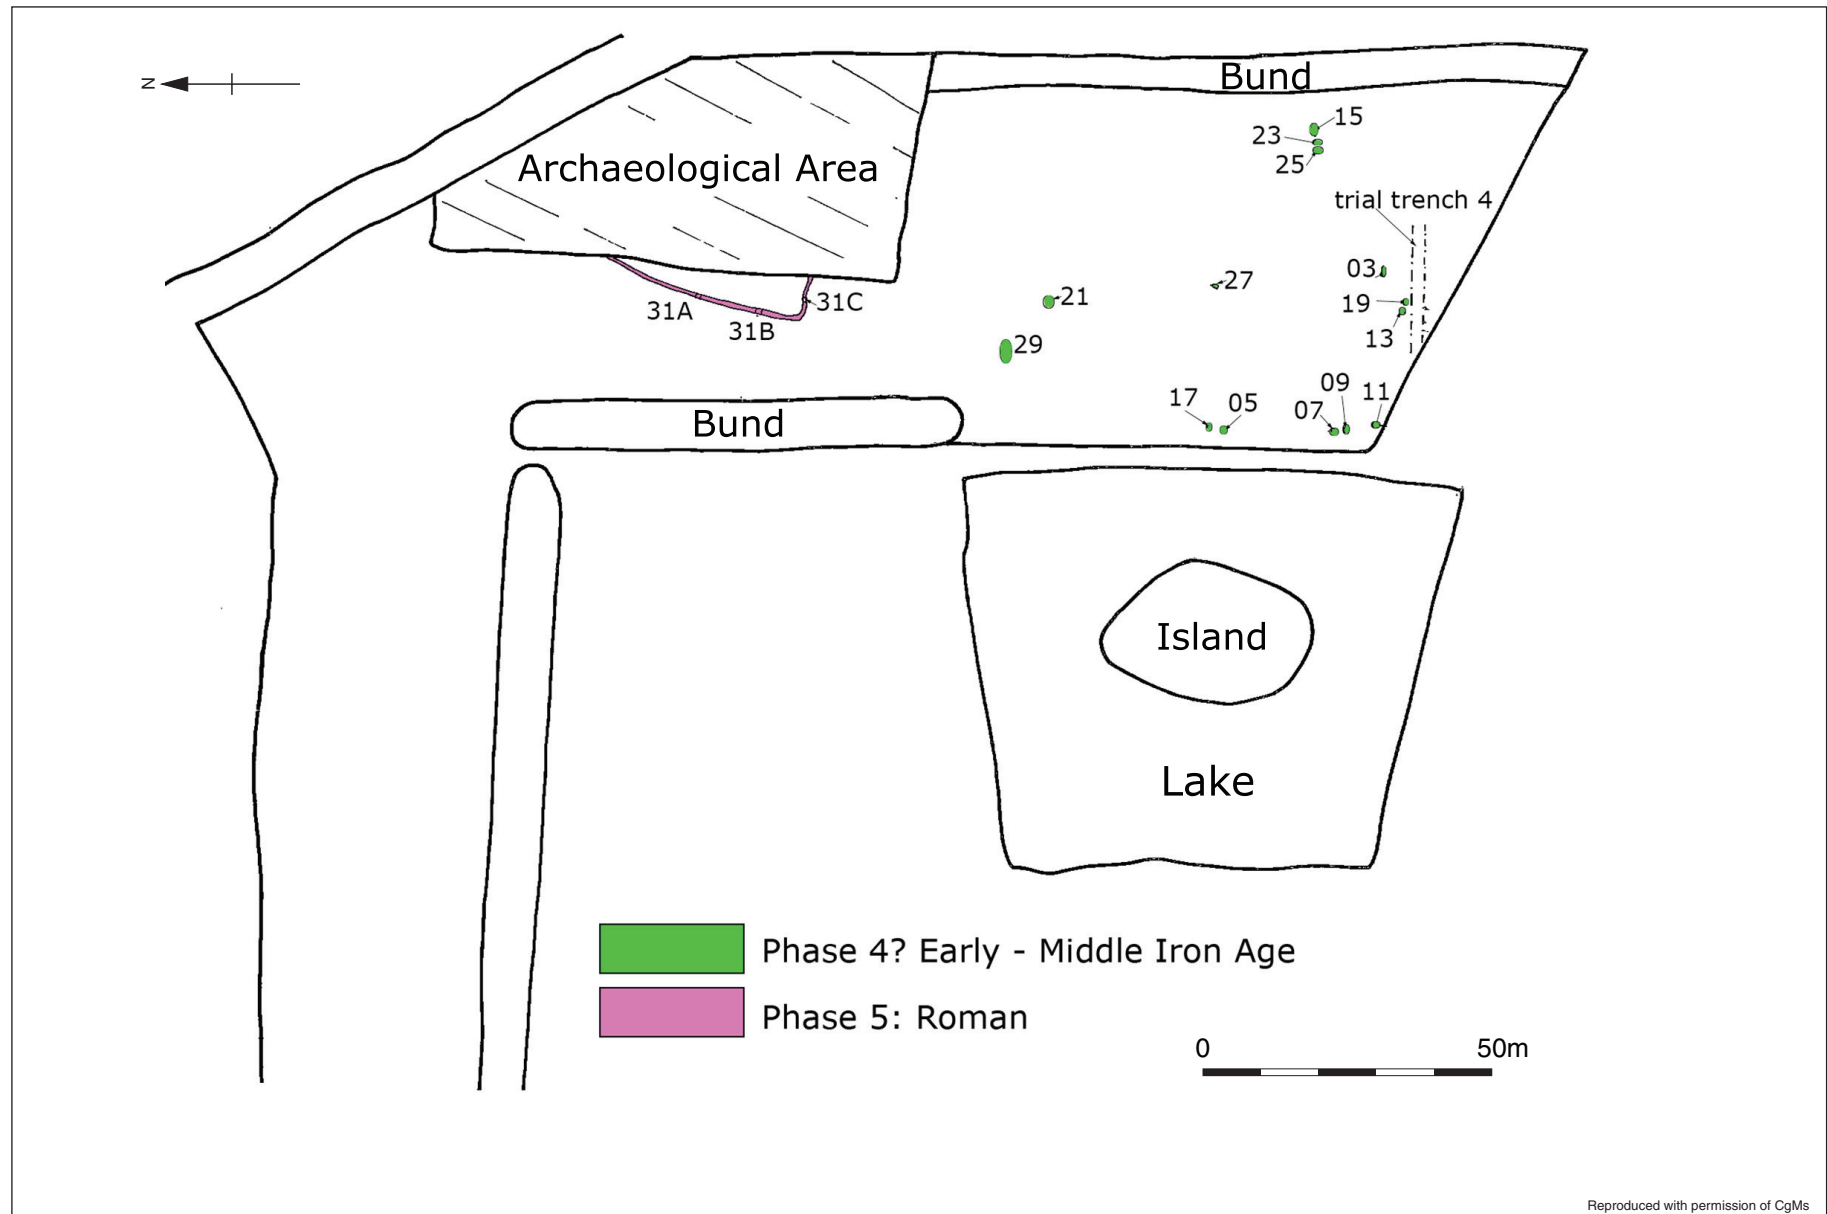 Bund
N
15
23
Archaeological Area
25
trial trench 4
03
27
21
31C
19
31A
31B
13
29
09
11
17
05
07
Bund
Island
Lake
Phase 4? Early - Middle Iron Age
Phase 5: Roman
0 50m
Reproduced with permission of CgMs